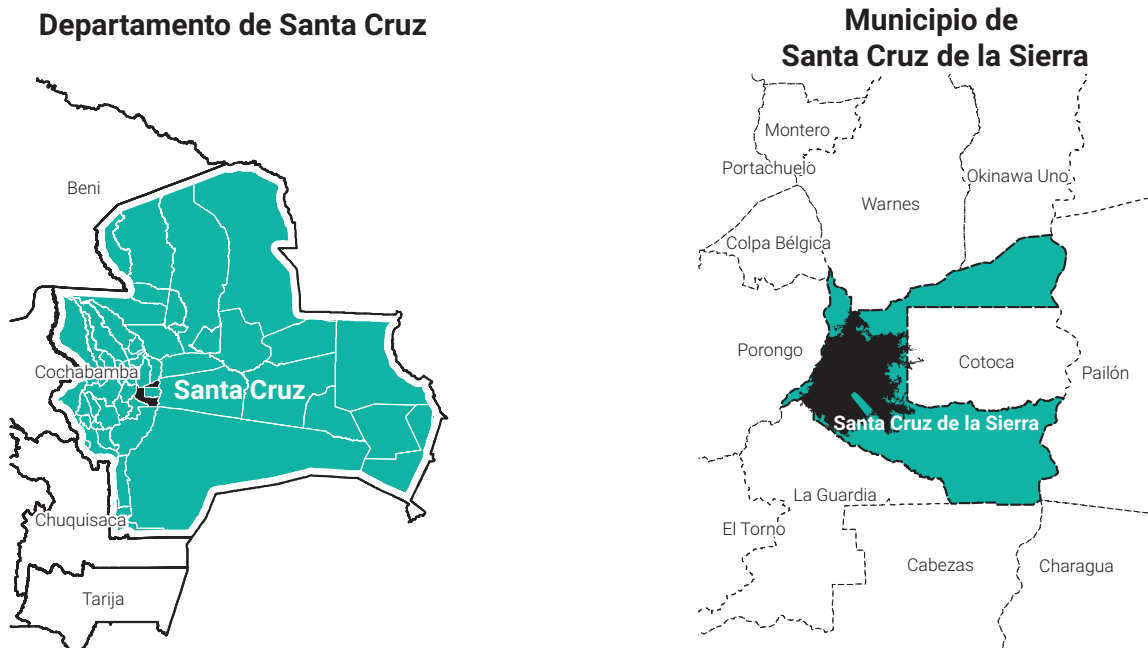 Departamento de Santa Cruz
Beni
Cochabamba
Santa Cruz
Chuquisaca
Tarija
Municipio de
Santa Cruz de la Sierra
Montero
Portachuelo
Okinawa Uno
Warnes
Colpa Bélgica
Porongo
Cotoca
Pailón
Santa Cruz de la Sierra
La Guardia
El Torno
Cabezas
Charagua